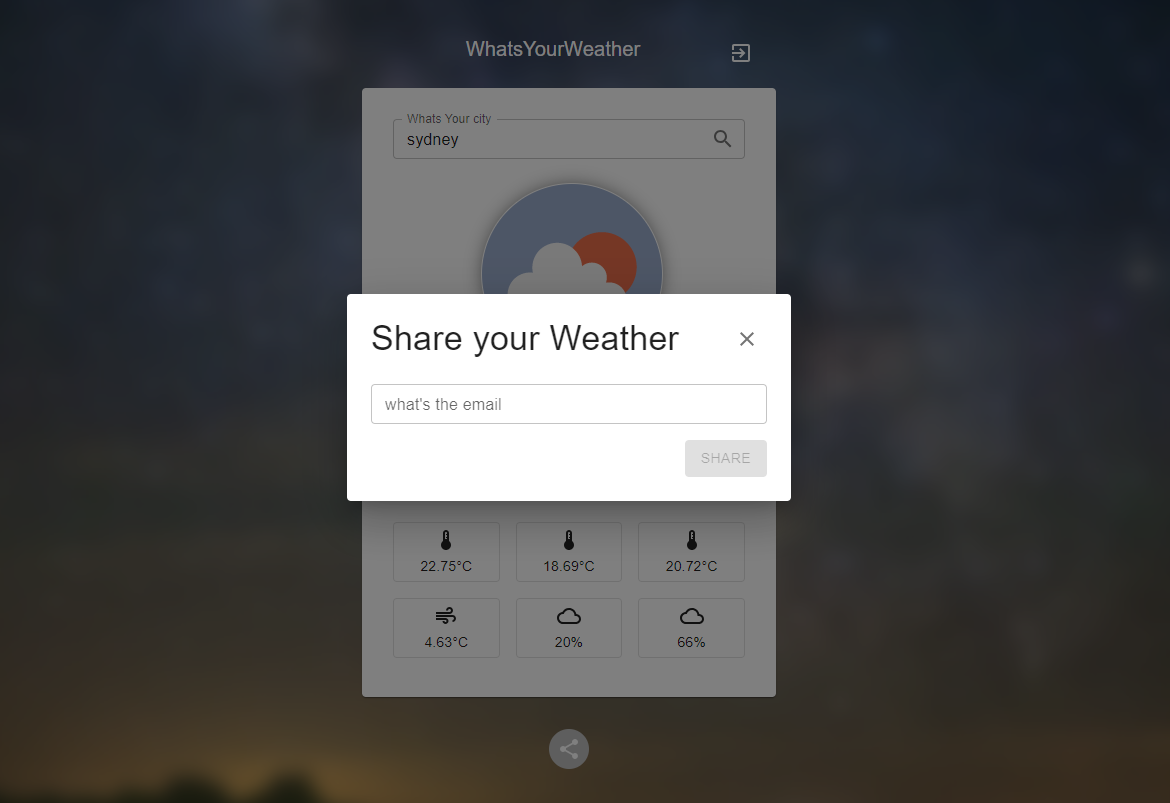 WhatsYourWeather
Whats Your city
sydney
Share your Weather
what's the email
SHARE
22.75°C
18.69°C
20.72°C
4.63°C
20%
66%